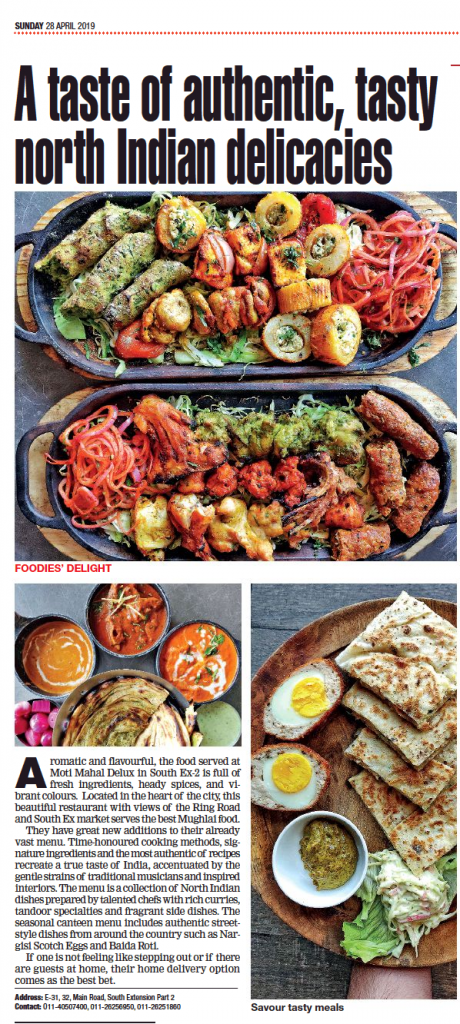 SUNDAY 28 APRIL 2019
A taste of authentic, tasty
north Indian delicacies
FOODIES' DELIGHT
Aromatic and flavourful, the food served at
Moti Mahal Delux in South Ex-2 is full of
fresh ingredients, heady spices, and vi-
brant colours. Located in the heart of the city, this
beautiful restaurant with views of the Ring Road
and South Ex market serves the best Mughlai food.
They have great new additions to their already
vast menu. Time-honoured cooking methods, sig-
nature ingredients and the most authentic of recipes
recreate a true taste of India, accentuated by the
gentle strains of traditional musicians and inspired
interiors. The menu is a collection of North Indian
dishes prepared by talented chefs with rich curries,
tandoor specialties and fragrant side dishes. The
seasonal canteen menu includes authentic street-
style dishes from around the country such as Nar-
gisi Scotch Eggs and Baida Roti.
If one is not feeling like stepping out or if there
are guests at home, their home delivery option
comes as the best bet.
Address: E-31, 32, Main Road, South Extension Part 2
Contact: 011-40507400, 011-26256950, 011-26251860
Savour tasty meals